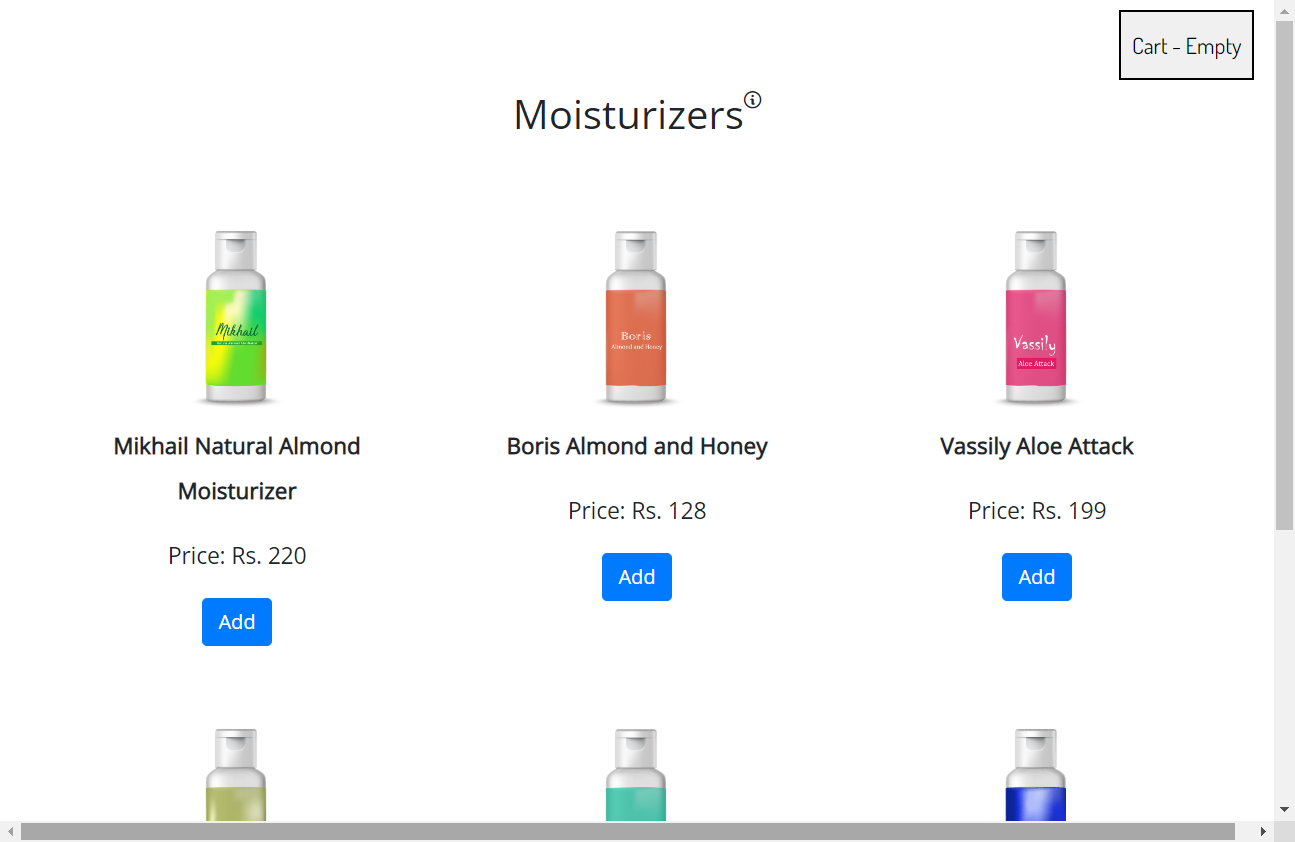 Cart - Empty
Moisturizers
Mikhail
Boris
Almond and Honey
Vassily
Aloe Attack
Mikhail Natural Almond
Moisturizer
Price: Rs. 220
Add
Boris Almond and Honey
Price: Rs. 128
Add
Vassily Aloe Attack
Price: Rs. 199
Add